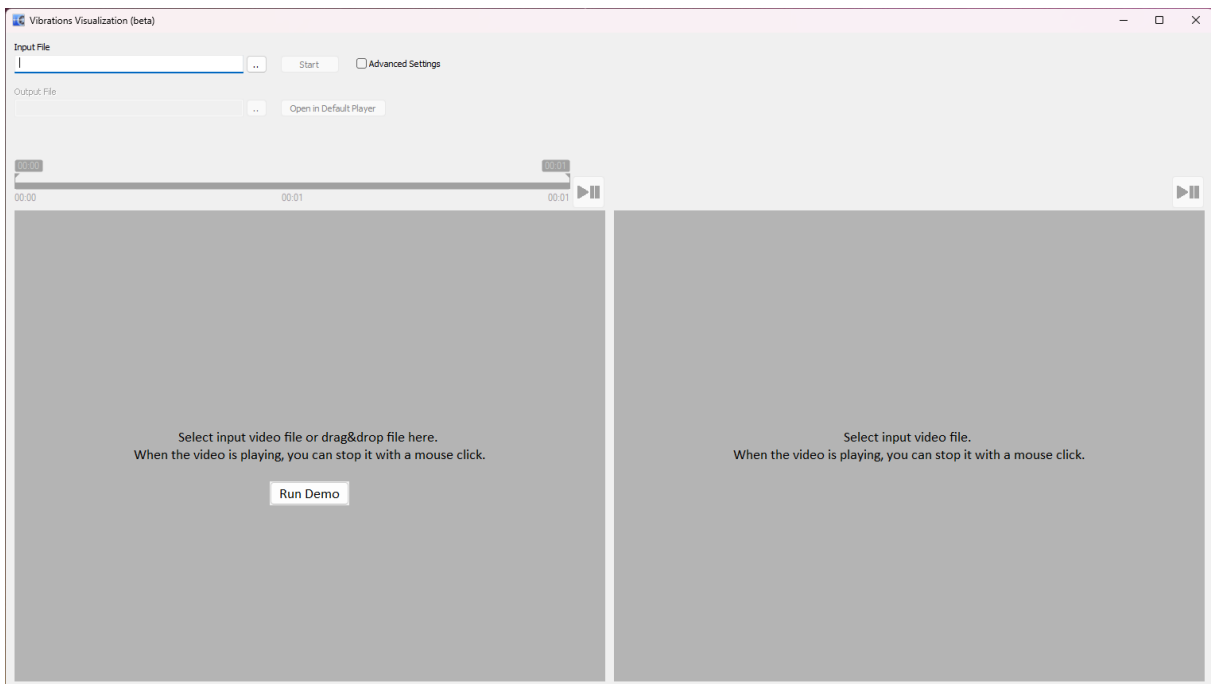 Vibrations Visualization (beta)
Input File
.. Start Advanced Settings
Output File
.. Open in Default Player
00:00 00:01
00:00 00:01 00:01
Select input video file or drag&drop file here.
When the video is playing, you can stop it with a mouse click.
Run Demo
Select input video file.
When the video is playing, you can stop it with a mouse click.